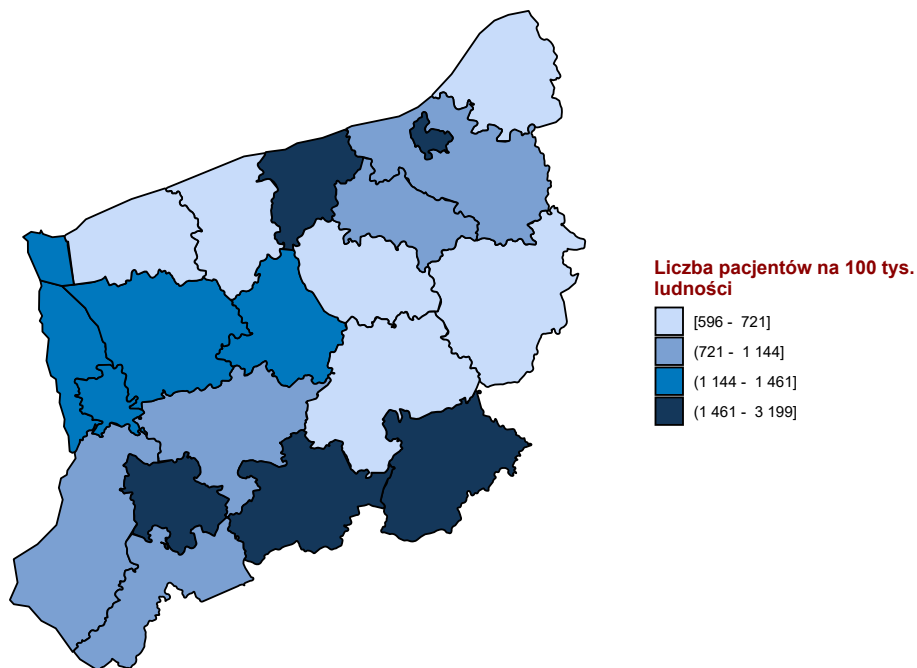 Liczba pacjentów na 100 tys.
ludności
[596 - 721]
(721 - 1 144]
(1 144 - 1 461]
(1 461 - 3 199]